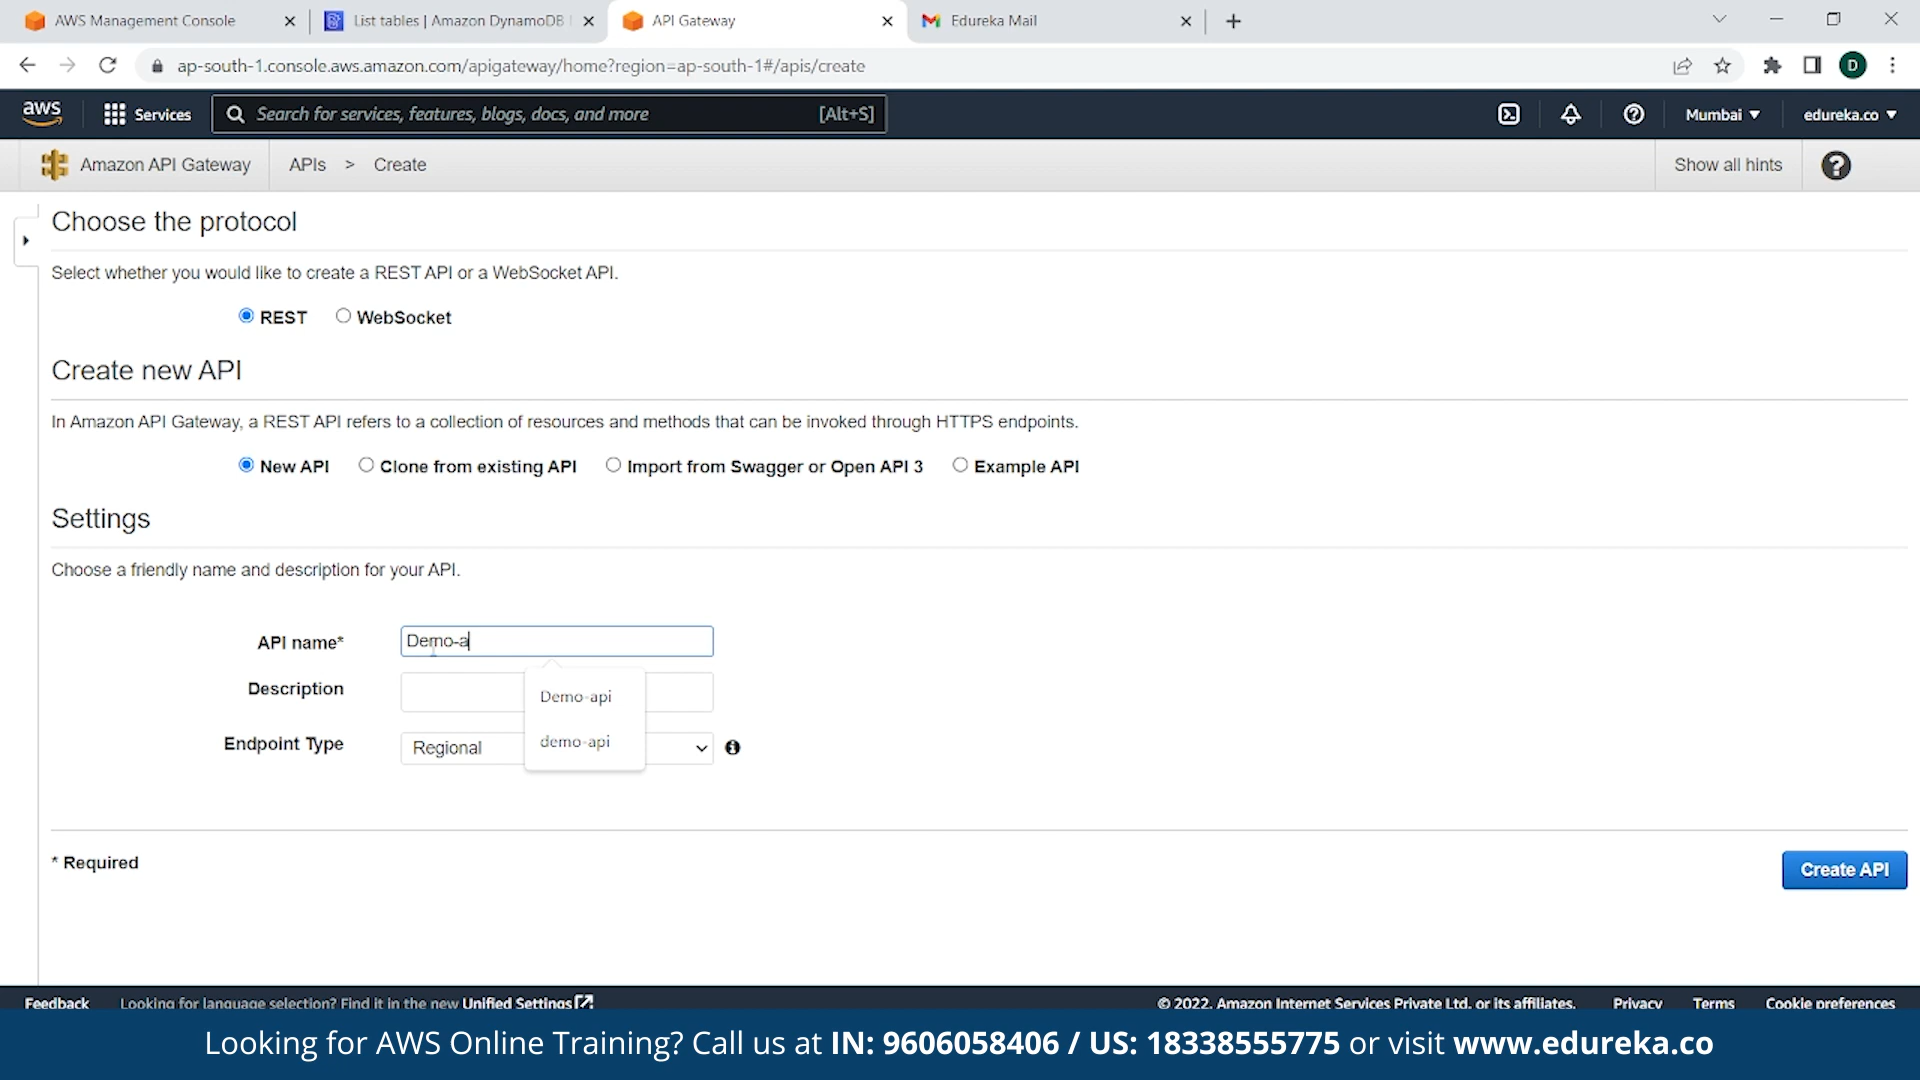 AWS Management Console
List tables | Amazon DynamoDB
API Gateway
Edureka Mail
ap-south-1.console.aws.amazon.com/apigateway/home?region=ap-south-1#/apis/create
D
aws
Services
Search for services, features, blogs, docs, and more
[Alt+S]
Mumbai
edureka.co
Amazon API Gateway
APIs > Create
Show all hints
?
Choose the protocol
Select whether you would like to create a REST API or a WebSocket API.
REST WebSocket
Create new API
In Amazon API Gateway, a REST API refers to a collection of resources and methods that can be invoked through HTTPS endpoints.
New API Clone from existing API Import from Swagger or Open API 3 Example API
Settings
Choose a friendly name and description for your API.
API name* Demo-a
Description
Demo-api
Endpoint Type Regional
demo-api
* Required
Create API
Feedback Looking for language selection? Find it in the new Unified Settings
© 2022, Amazon Internet Services Private Ltd. or its affiliates. Privacy Terms Cookie preferences
Looking for AWS Online Training? Call us at IN: 9606058406 / US: 18338555775 or visit www.edureka.co